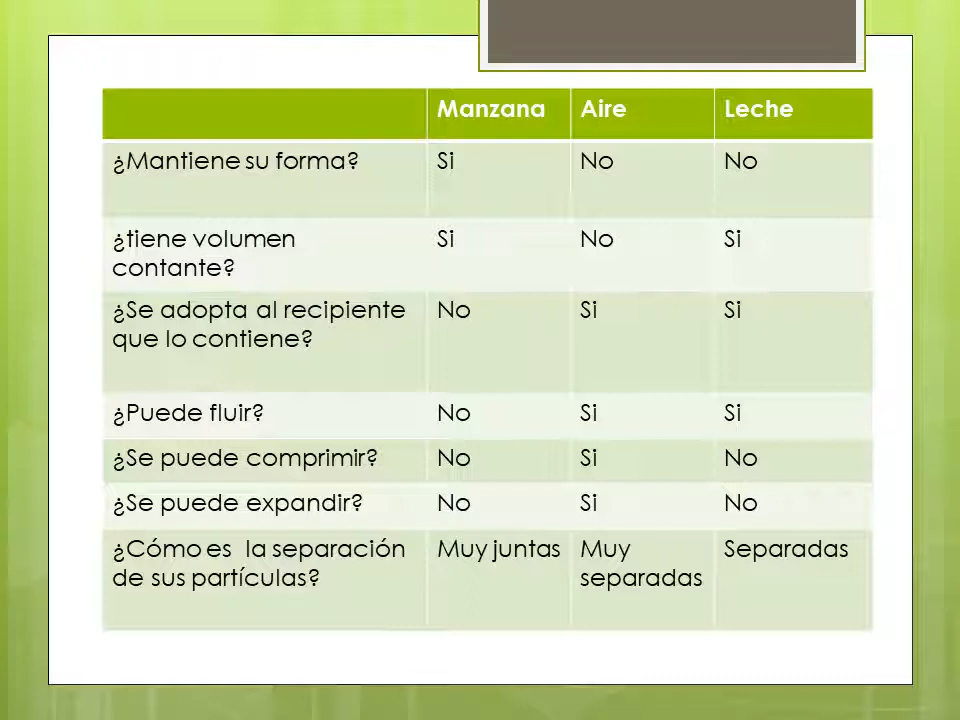 Manzana Aire Leche
¿Mantiene su forma? Si No No
¿tiene volumen Si No Si
contante?
¿Se adopta al recipiente No Si Si
que lo contiene?
¿Puede fluir? No Si Si
¿Se puede comprimir? No Si No
¿Se puede expandir? No Si No
¿Cómo es la separación Muy juntas Muy Separadas
de sus partículas? separadas